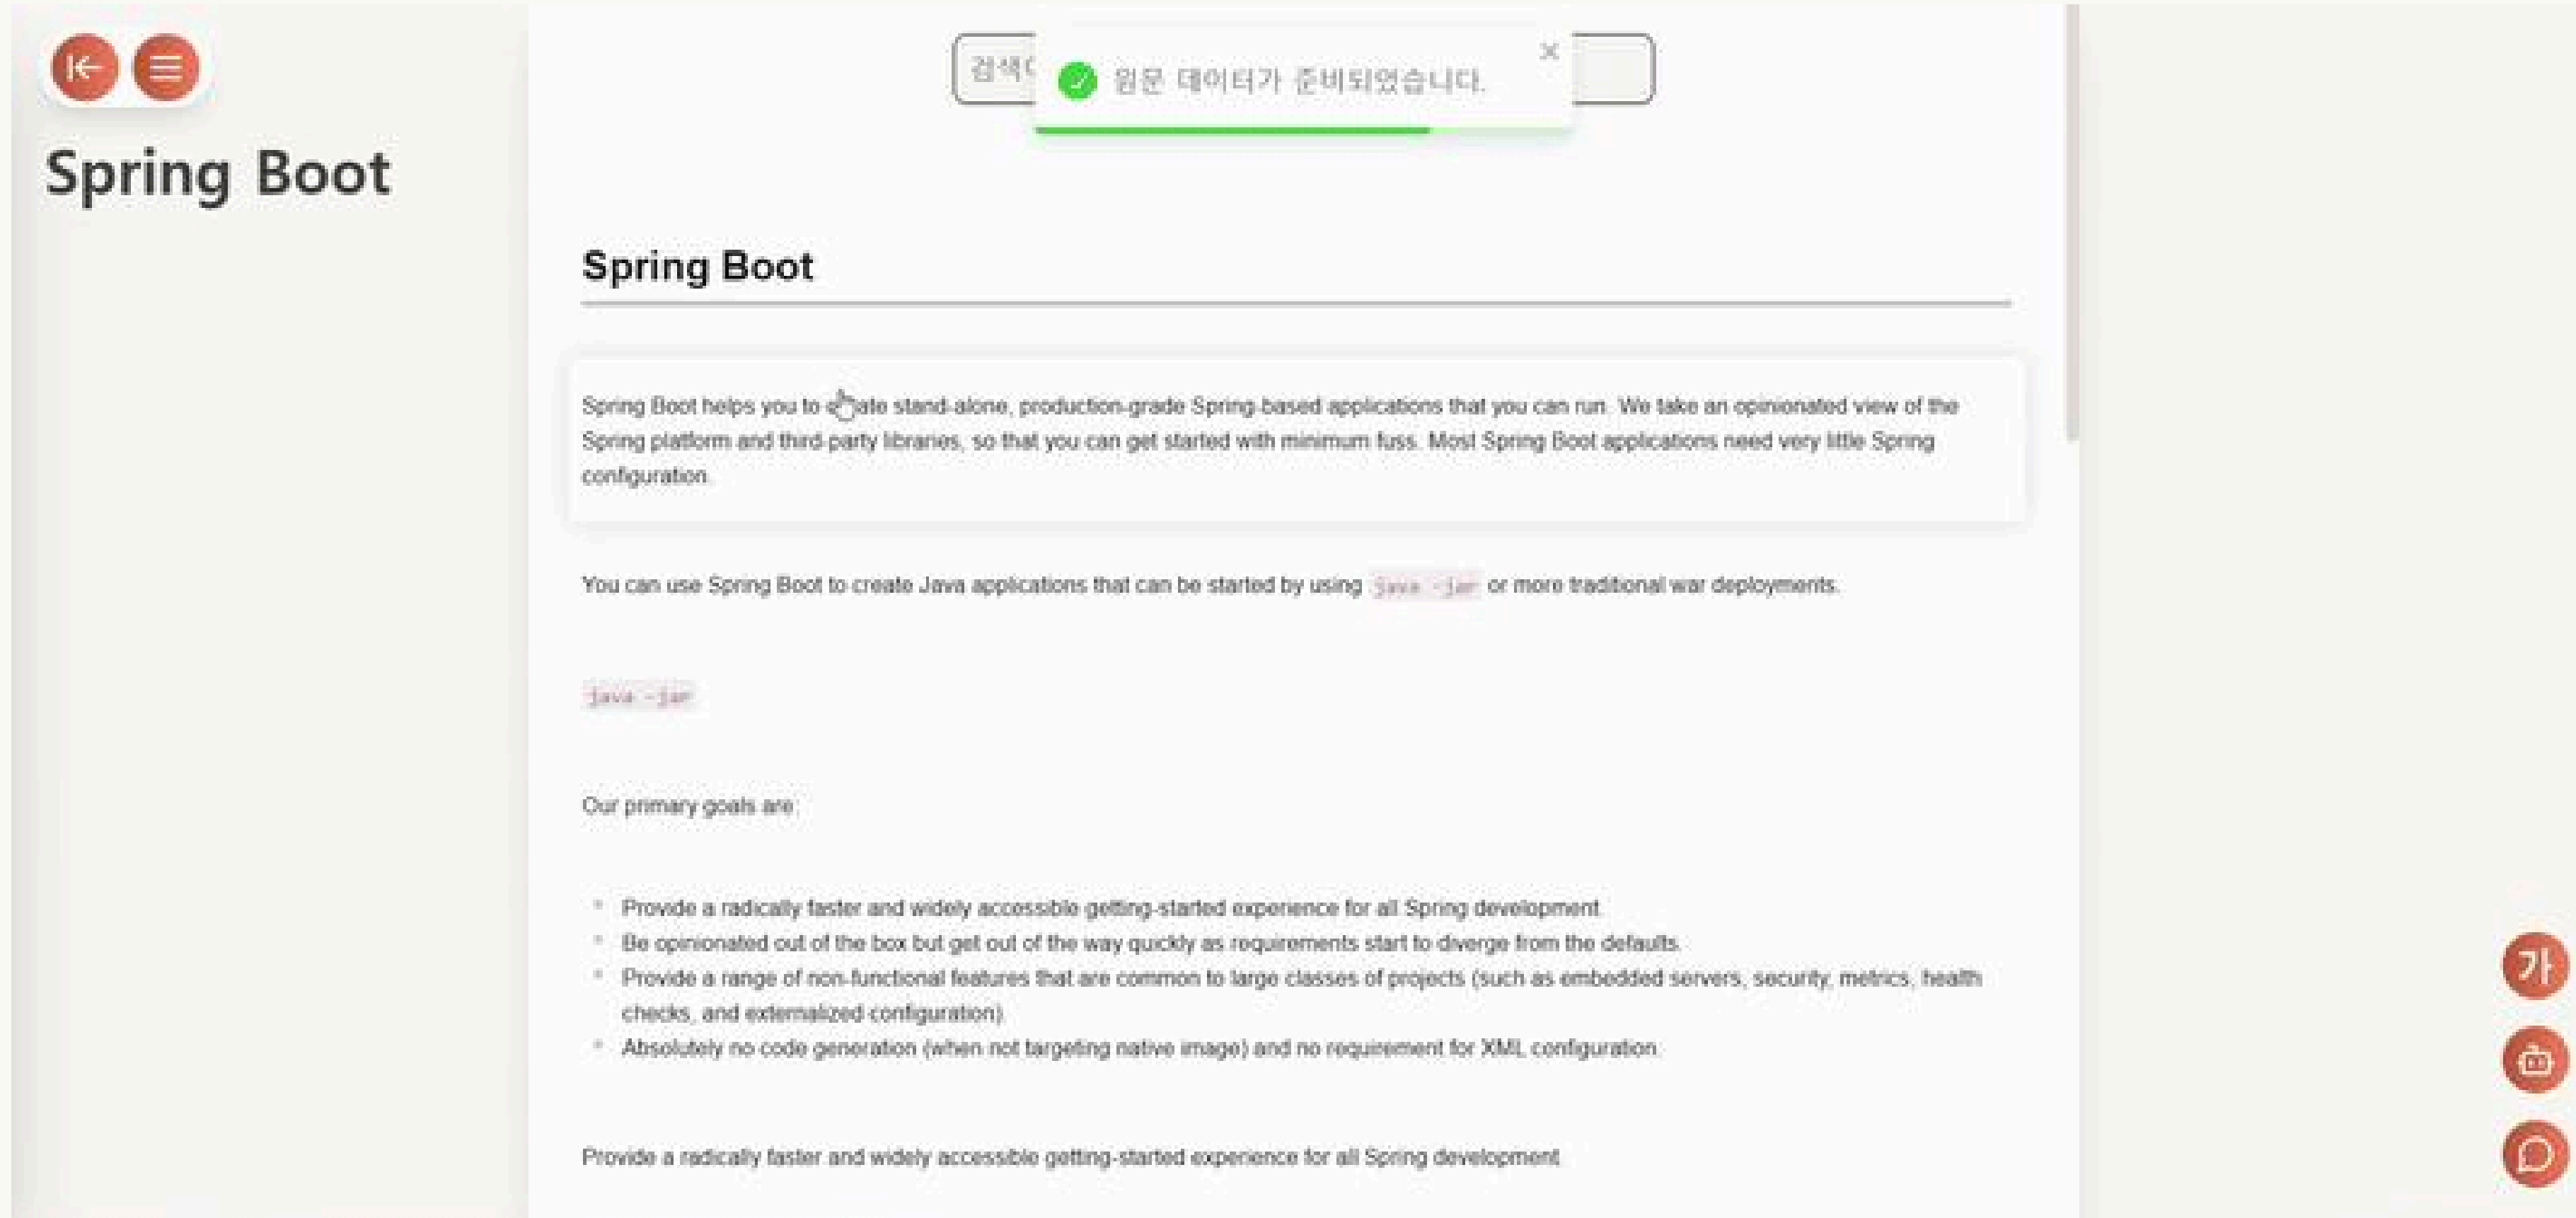 Spring Boot
검색
원문 데이터가 준비되었습니다.
Spring Boot
Spring Boot helps you to stand-alone, production-grade Spring-based applications that you can run. We take an opinionated view of the
Spring platform and third-party libraries, so that you can get started with minimum fuss. Most Spring Boot applications need very little Spring
configuration.
You can use Spring Boot to create Java applications that can be started by using java -jar or more traditional war deployments.
java -jar
Our primary goals are:
Provide a radically faster and widely accessible getting-started experience for all Spring development.
Be opinionated out of the box but get out of the way quickly as requirements start to diverge from the defaults.
Provide a range of non-functional features that are common to large classes of projects (such as embedded servers, security, metrics, health
checks, and externalized configuration).
Absolutely no code generation (when not targeting native image) and no requirement for XML configuration.
Provide a radically faster and widely accessible getting-started experience for all Spring development.
가